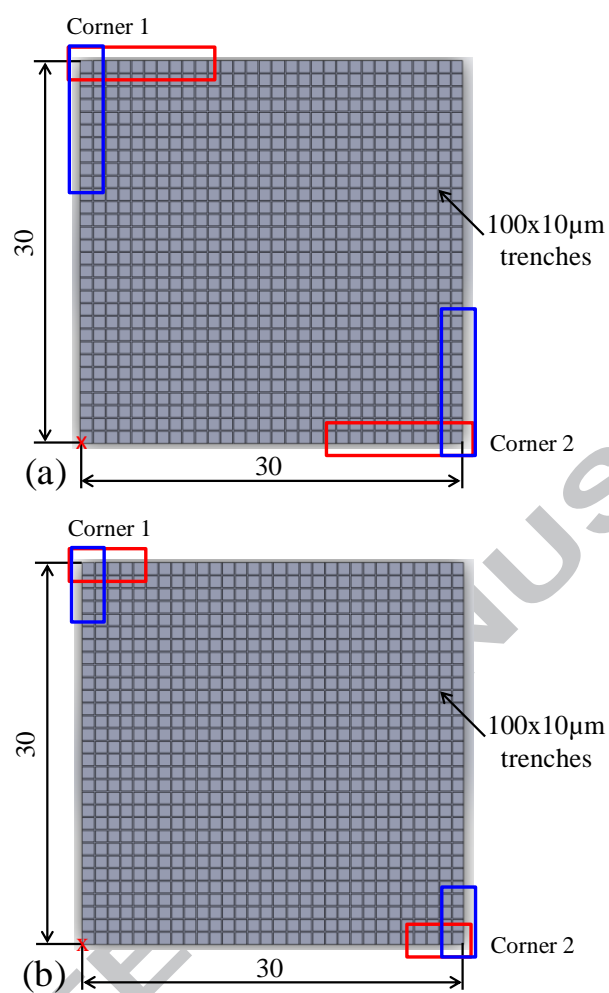 Corner 1
30
100x10µm
trenches
x
Corner 2
(a)
30
Corner 1
30
100x10µm
trenches
x
Corner 2
(b)
30